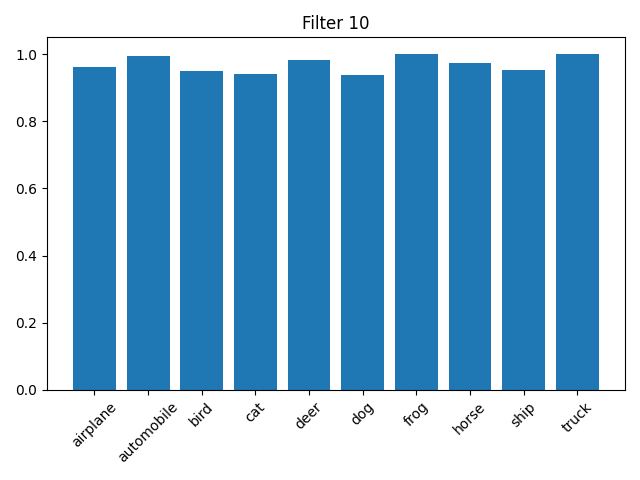 Filter 10
1.0
0.8
0.6
0.4
0.2
0.0
airplane
automobile
bird
cat
deer
dog
frog
horse
ship
truck